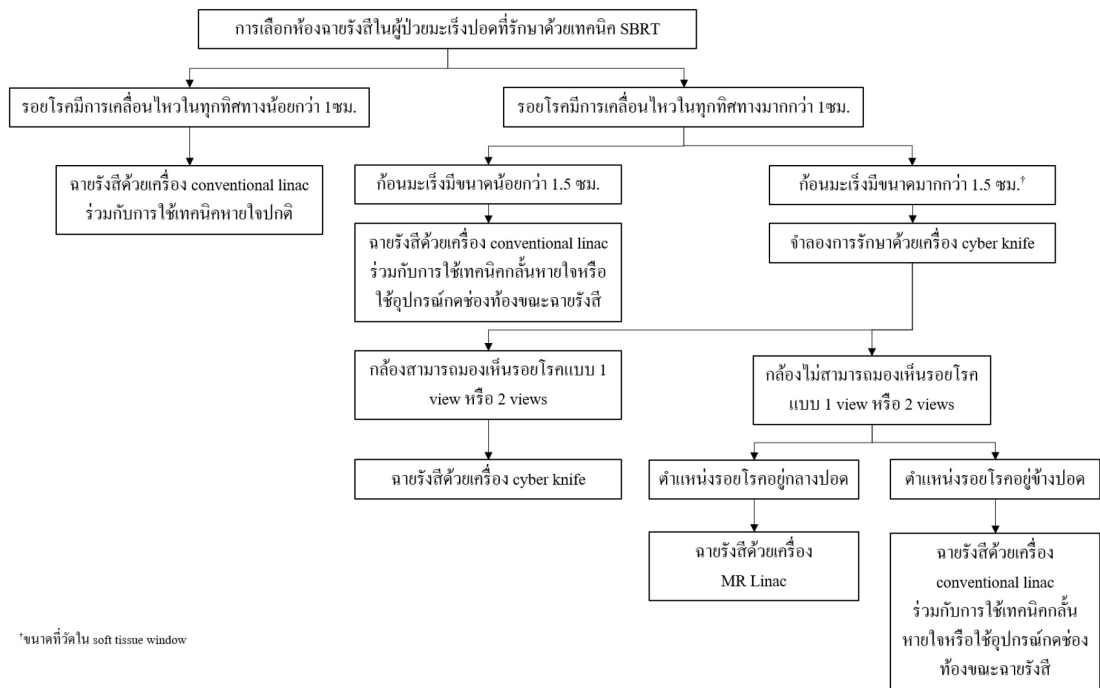 การเลือกห้องฉายรังสีในผู้ป่วยมะเร็งปอดที่รักษาด้วยเทคนิค SBRT
รอยโรคมีการเคลื่อนไหวในทุกทิศทางน้อยกว่า 1ซม.
รอยโรคมีการเคลื่อนไหวในทุกทิศทางมากกว่า 1ซม.
ฉายรังสีด้วยเครื่อง conventional linac
ร่วมกับการใช้เทคนิคหายใจปกติ
ก้อนมะเร็งมีขนาดน้อยกว่า 1.5 ซม.
ก้อนมะเร็งมีขนาดมากกว่า 1.5 ซม.†
ฉายรังสีด้วยเครื่อง conventional linac
ร่วมกับการใช้เทคนิคกลั้นหายใจหรือ
ใช้อุปกรณ์กดช่องท้องขณะฉายรังสี
จำลองการรักษาด้วยเครื่อง cyber knife
กล้องสามารถมองเห็นรอยโรคแบบ 1
view หรือ 2 views
กล้องไม่สามารถมองเห็นรอยโรค
แบบ 1 view หรือ 2 views
ฉายรังสีด้วยเครื่อง cyber knife
ตำแหน่งรอยโรคอยู่กลางปอด
ตำแหน่งรอยโรคอยู่ข้างปอด
ฉายรังสีด้วยเครื่อง
MR Linac
ฉายรังสีด้วยเครื่อง
conventional linac
ร่วมกับการใช้เทคนิคกลั้น
หายใจหรือใช้อุปกรณ์กดช่อง
ท้องขณะฉายรังสี
†ขนาดที่วัดใน soft tissue window